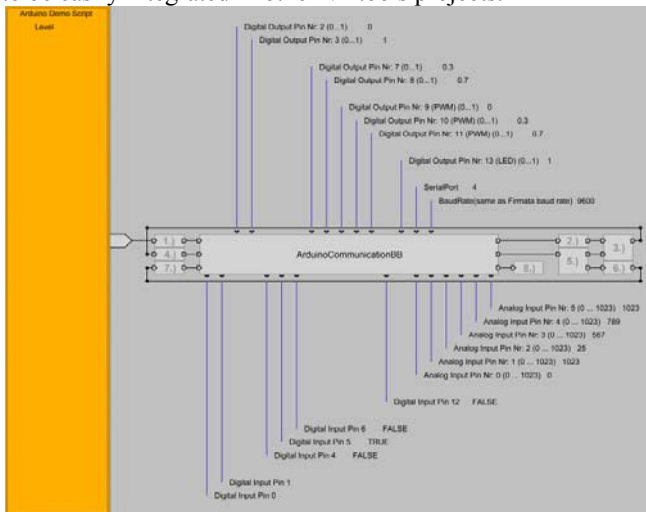 Arduino Demo Script
Level
Digital Output Pin Nr: 2 (0...1) 0
Digital Output Pin Nr: 3 (0...1) 1
Digital Output Pin Nr: 7 (0...1) 0.3
Digital Output Pin Nr: 8 (0...1) 0.7
Digital Output Pin Nr: 9 (PWM) (0...1) 0
Digital Output Pin Nr: 10 (PWM) (0...1) 0.3
Digital Output Pin Nr: 11 (PWM) (0...1) 0.7
Digital Output Pin Nr: 13 (LED) (0...1) 1
SerialPort 4
BaudRate(same as Firmata baud rate) 9600
1.)
4.)
7.)
ArduinoCommunicationBB
2.)
3.)
5.)
8.)
6.)
Analog Input Pin Nr: 5 (0 ... 1023) 1023
Analog Input Pin Nr: 4 (0 ... 1023) 789
Analog Input Pin Nr: 3 (0 ... 1023) 567
Analog Input Pin Nr: 2 (0 ... 1023) 25
Analog Input Pin Nr: 1 (0 ... 1023) 1023
Analog Input Pin Nr: 0 (0 ... 1023) 0
Digital Input Pin 12 FALSE
Digital Input Pin 6 FALSE
Digital Input Pin 5 TRUE
Digital Input Pin 4 FALSE
Digital Input Pin 1
Digital Input Pin 0